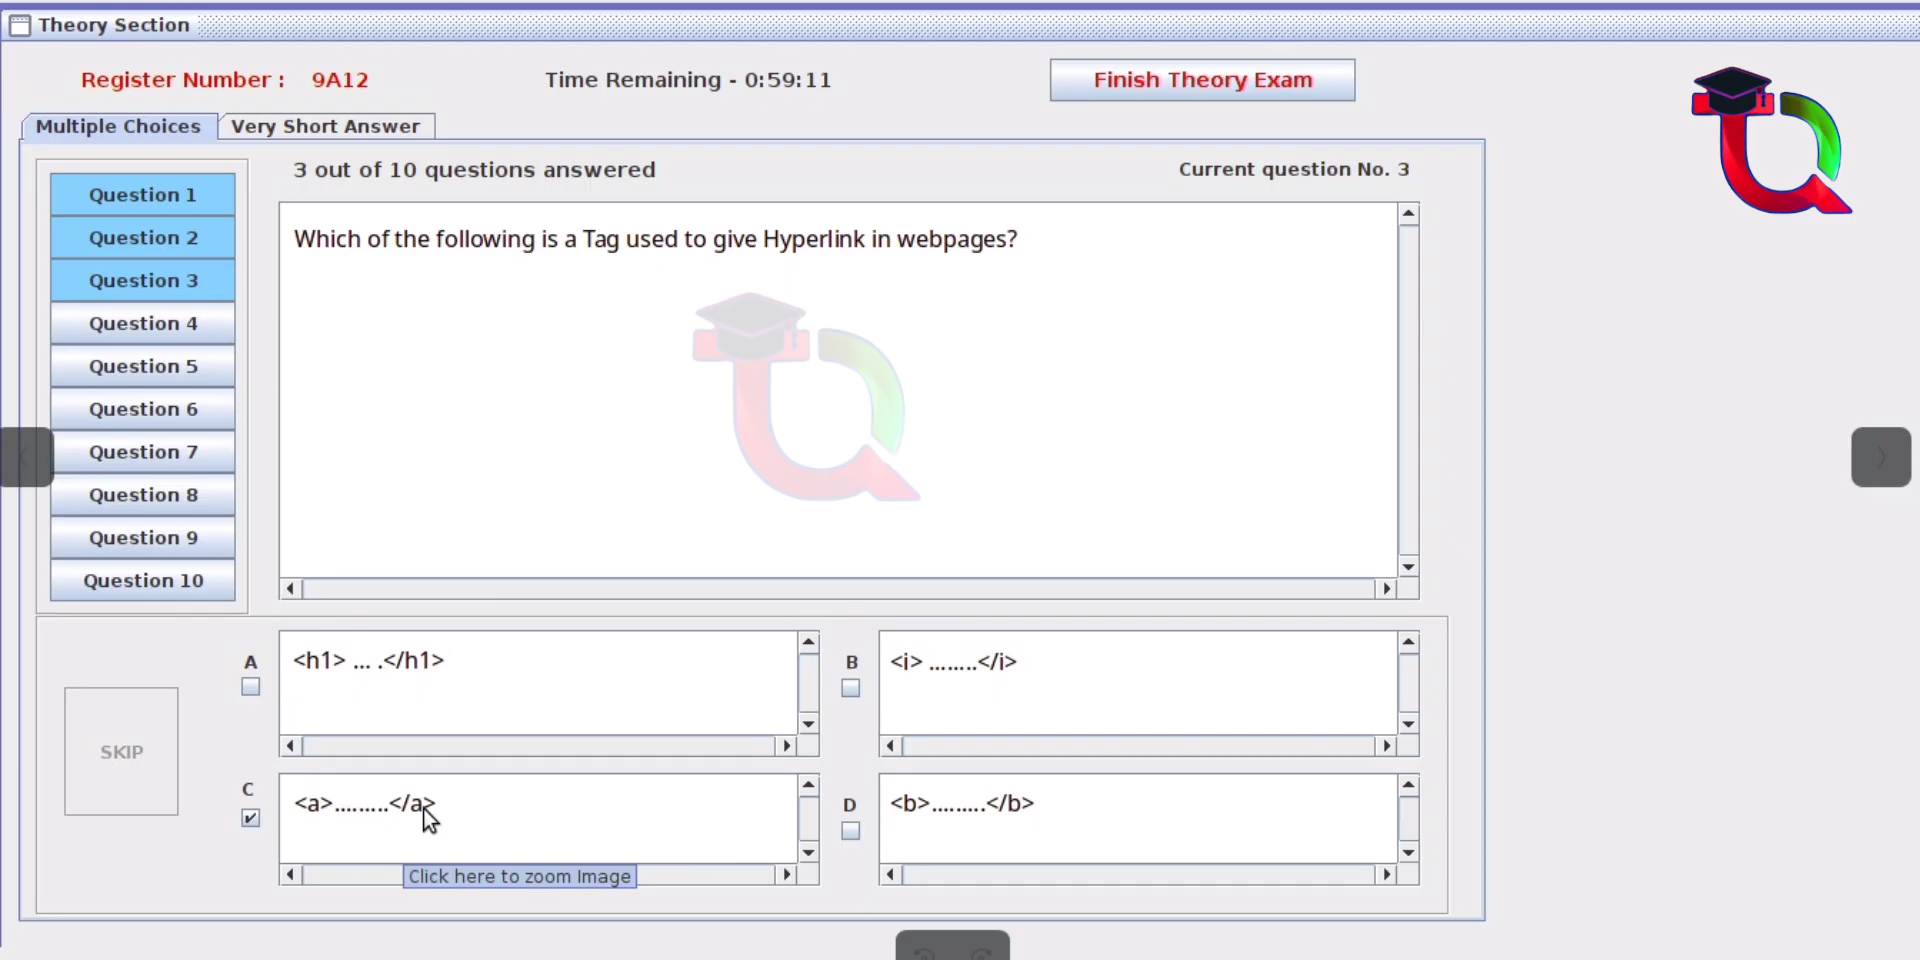 Theory Section
Register Number : 9A12
Time Remaining - 0:59:11
Finish Theory Exam
Multiple Choices
Very Short Answer
3 out of 10 questions answered
Current question No. 3
Question 1
Question 2
Question 3
Question 4
Question 5
Question 6
Question 7
Question 8
Question 9
Question 10
Which of the following is a Tag used to give Hyperlink in webpages?
SKIP
A
<h1> ... .</h1>
B
<i> ........</i>
C
<a>.........</a>
D
<b>.........</b>
Click here to zoom Image